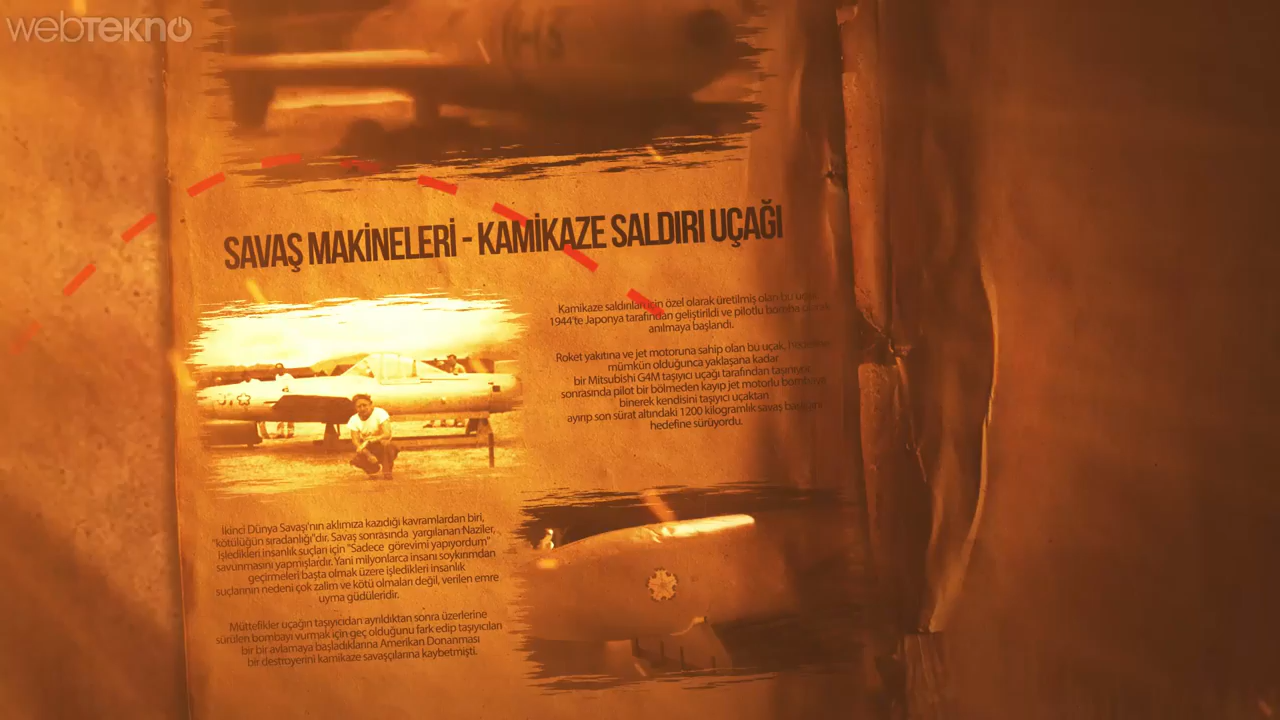 webTEKNO
SAVAŞ MAKİNELERİ - KAMİKAZE SALDIRI UÇAĞI
Kamikaze saldırıları için özel olarak üretilmiş olan bu uçak,
1944'te Japonya tarafından geliştirildi ve pilotlu bomba olarak
anılmaya başlandı.
Roket yakıtına ve jet motoruna sahip olan bu uçak, hedefine
mümkün olduğunca yaklaşana kadar
bir Mitsubishi G4M taşıyıcı uçağı tarafından taşınıyor,
sonrasında pilot bir bölmeden kayıp jet motorlu bombaya
binerek kendisini taşıyıcı uçaktan
ayırıp son sürat altındaki 1200 kilogramlık savaş başlığını
hedefine sürüyordu.
İkinci Dünya Savaşı'nın aklımıza kazıdığı kavramlardan biri,
"kötülüğün sıradanlığı"dır. Savaş sonrasında yargılanan Naziler,
işledikleri insanlık suçları için "Sadece görevimi yapıyordum"
savunmasını yapmışlardır. Yani milyonlarca insanı soykırımdan
geçirmeleri başta olmak üzere işledikleri insanlık
suçlarının nedeni çok zalim ve kötü olmaları değil, verilen emre
uyma güdüleridir.
Müttefikler uçağın taşıyıcıdan ayrıldıktan sonra üzerlerine
sürülen bombayı vurmak için geç olduğunu fark edip taşıyıcıları
bir bir avlamaya başladıklarına Amerikan Donanması
bir destroyerini kamikaze savaşçılarına kaybetmişti.